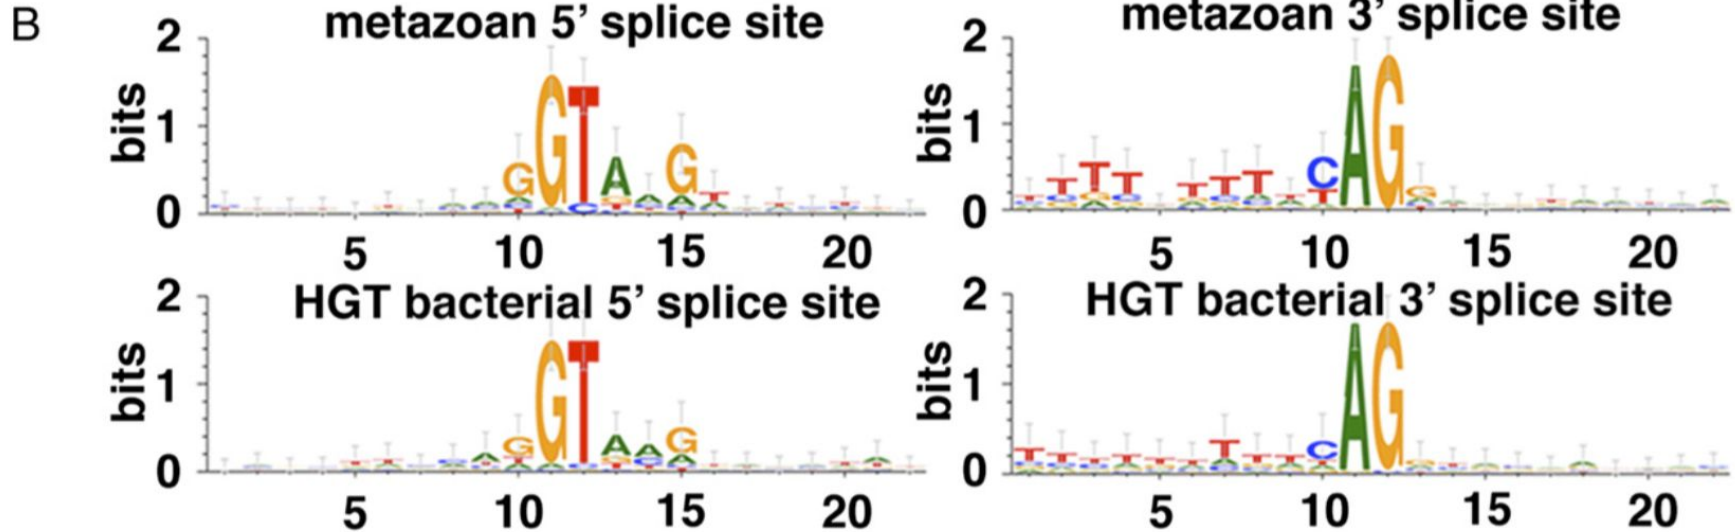 B
metazoan 5’ splice site
bits
2
1
0
G G T A G
5 10 15 20
metazoan 3’ splice site
bits
2
1
0
T T T T T T C A G
5 10 15 20
HGT bacterial 5’ splice site
bits
2
1
0
G G T A A G
5 10 15 20
HGT bacterial 3’ splice site
bits
2
1
0
T T C A G
5 10 15 20